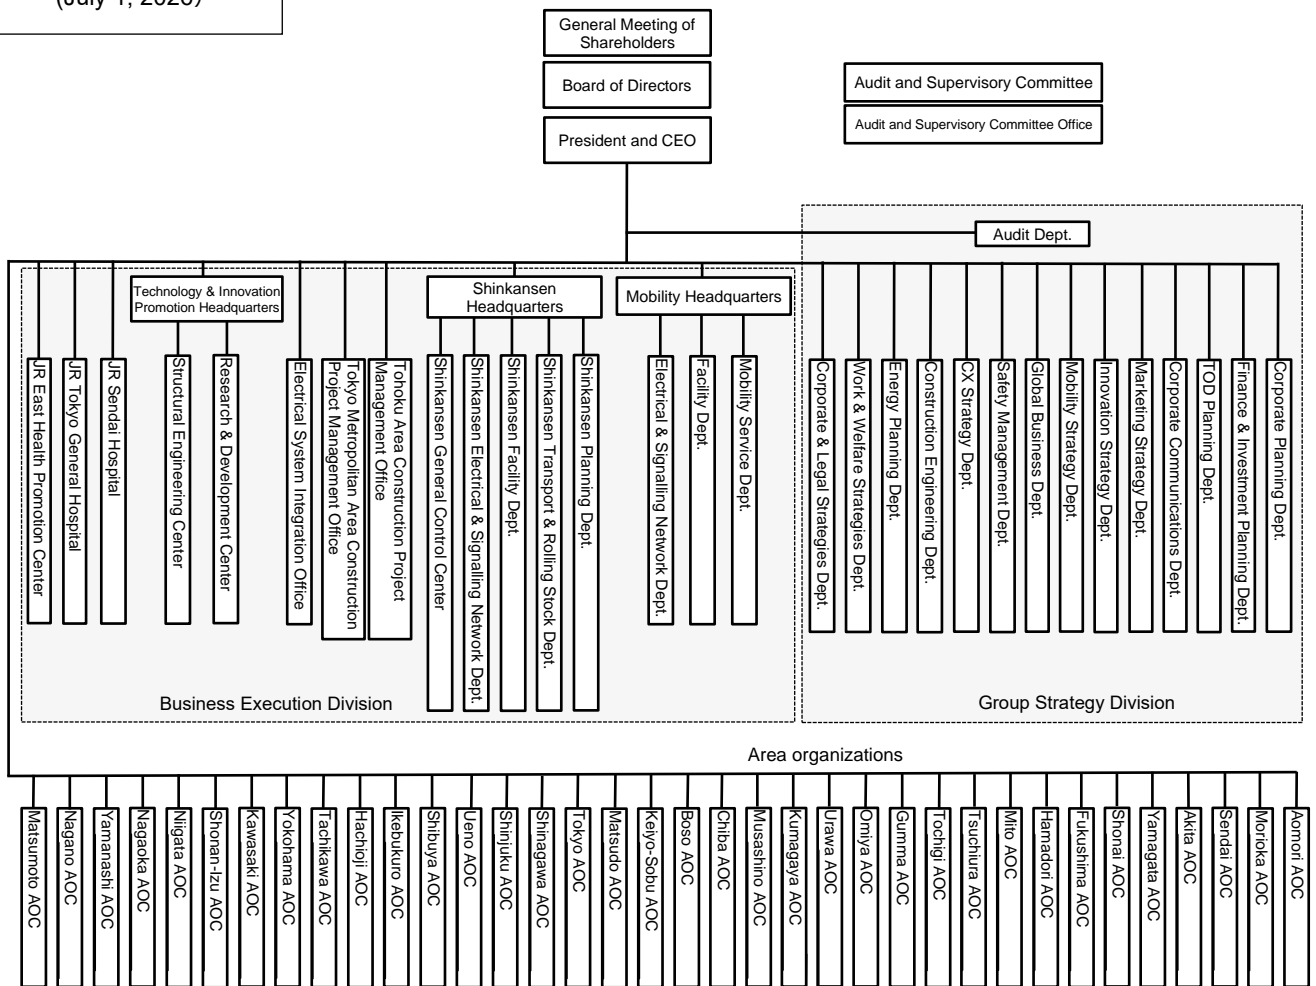 (July 1,
General Meeting of
Shareholders
Board of Directors
President and CEO
Audit and Supervisory Committee
Audit and Supervisory Committee Office
Audit Dept.
Technology & Innovation
Promotion Headquarters
Shinkansen
Headquarters
Mobility Headquarters
JR East Health Promotion Center
JR Tokyo General Hospital
JR Sendai Hospital
Structural Engineering Center
Research & Development Center
Electrical System Integration Office
Tokyo Metropolitan Area Construction
Project Management Office
Tohoku Area Construction Project
Management Office
Shinkansen General Control Center
Shinkansen Electrical & Signalling Network Dept.
Shinkansen Facility Dept.
Shinkansen Transport & Rolling Stock Dept.
Shinkansen Planning Dept.
Electrical & Signalling Network Dept.
Facility Dept.
Mobility Service Dept.
Corporate & Legal Strategies Dept.
Work & Welfare Strategies Dept.
Energy Planning Dept.
Construction Engineering Dept.
CX Strategy Dept.
Safety Management Dept.
Global Business Dept.
Mobility Strategy Dept.
Innovation Strategy Dept.
Marketing Strategy Dept.
Corporate Communications Dept.
TOD Planning Dept.
Finance & Investment Planning Dept.
Corporate Planning Dept.
Business Execution Division
Group Strategy Division
Area organizations
Matsumoto AOC
Nagano AOC
Yamanashi AOC
Nagaoka AOC
Niigata AOC
Shonan-Izu AOC
Kawasaki AOC
Yokohama AOC
Tachikawa AOC
Hachioji AOC
Ikebukuro AOC
Shibuya AOC
Ueno AOC
Shinjuku AOC
Shinagawa AOC
Tokyo AOC
Matsudo AOC
Keiyo-Sobu AOC
Boso AOC
Chiba AOC
Musashino AOC
Kumagaya AOC
Urawa AOC
Omiya AOC
Gumma AOC
Tochigi AOC
Tsuchiura AOC
Mito AOC
Hamadori AOC
Fukushima AOC
Shonai AOC
Yamagata AOC
Akita AOC
Sendai AOC
Morioka AOC
Aomori AOC